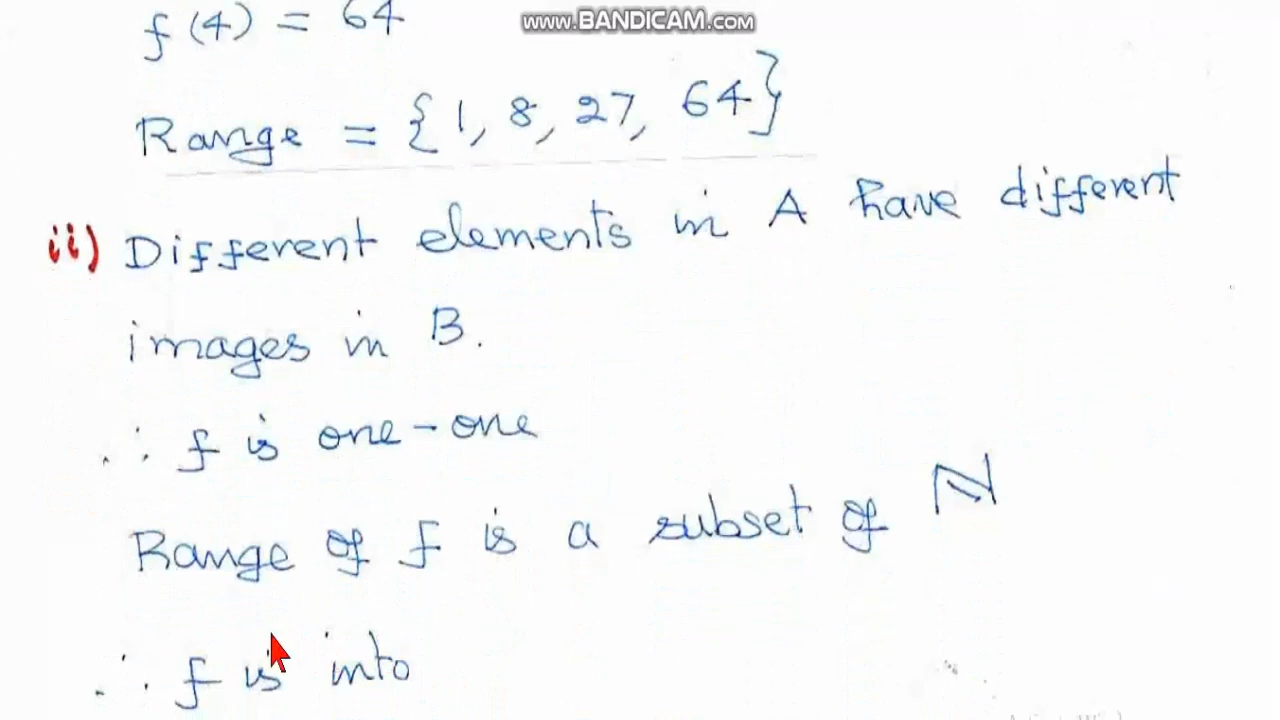 www.BANDICAM.com
f(4) = 64
Range = {1, 8, 27, 64}
ii) Different elements in A have different
images in B.
∴ f is one-one
Range of f is a subset of ℕ
∴ f is into